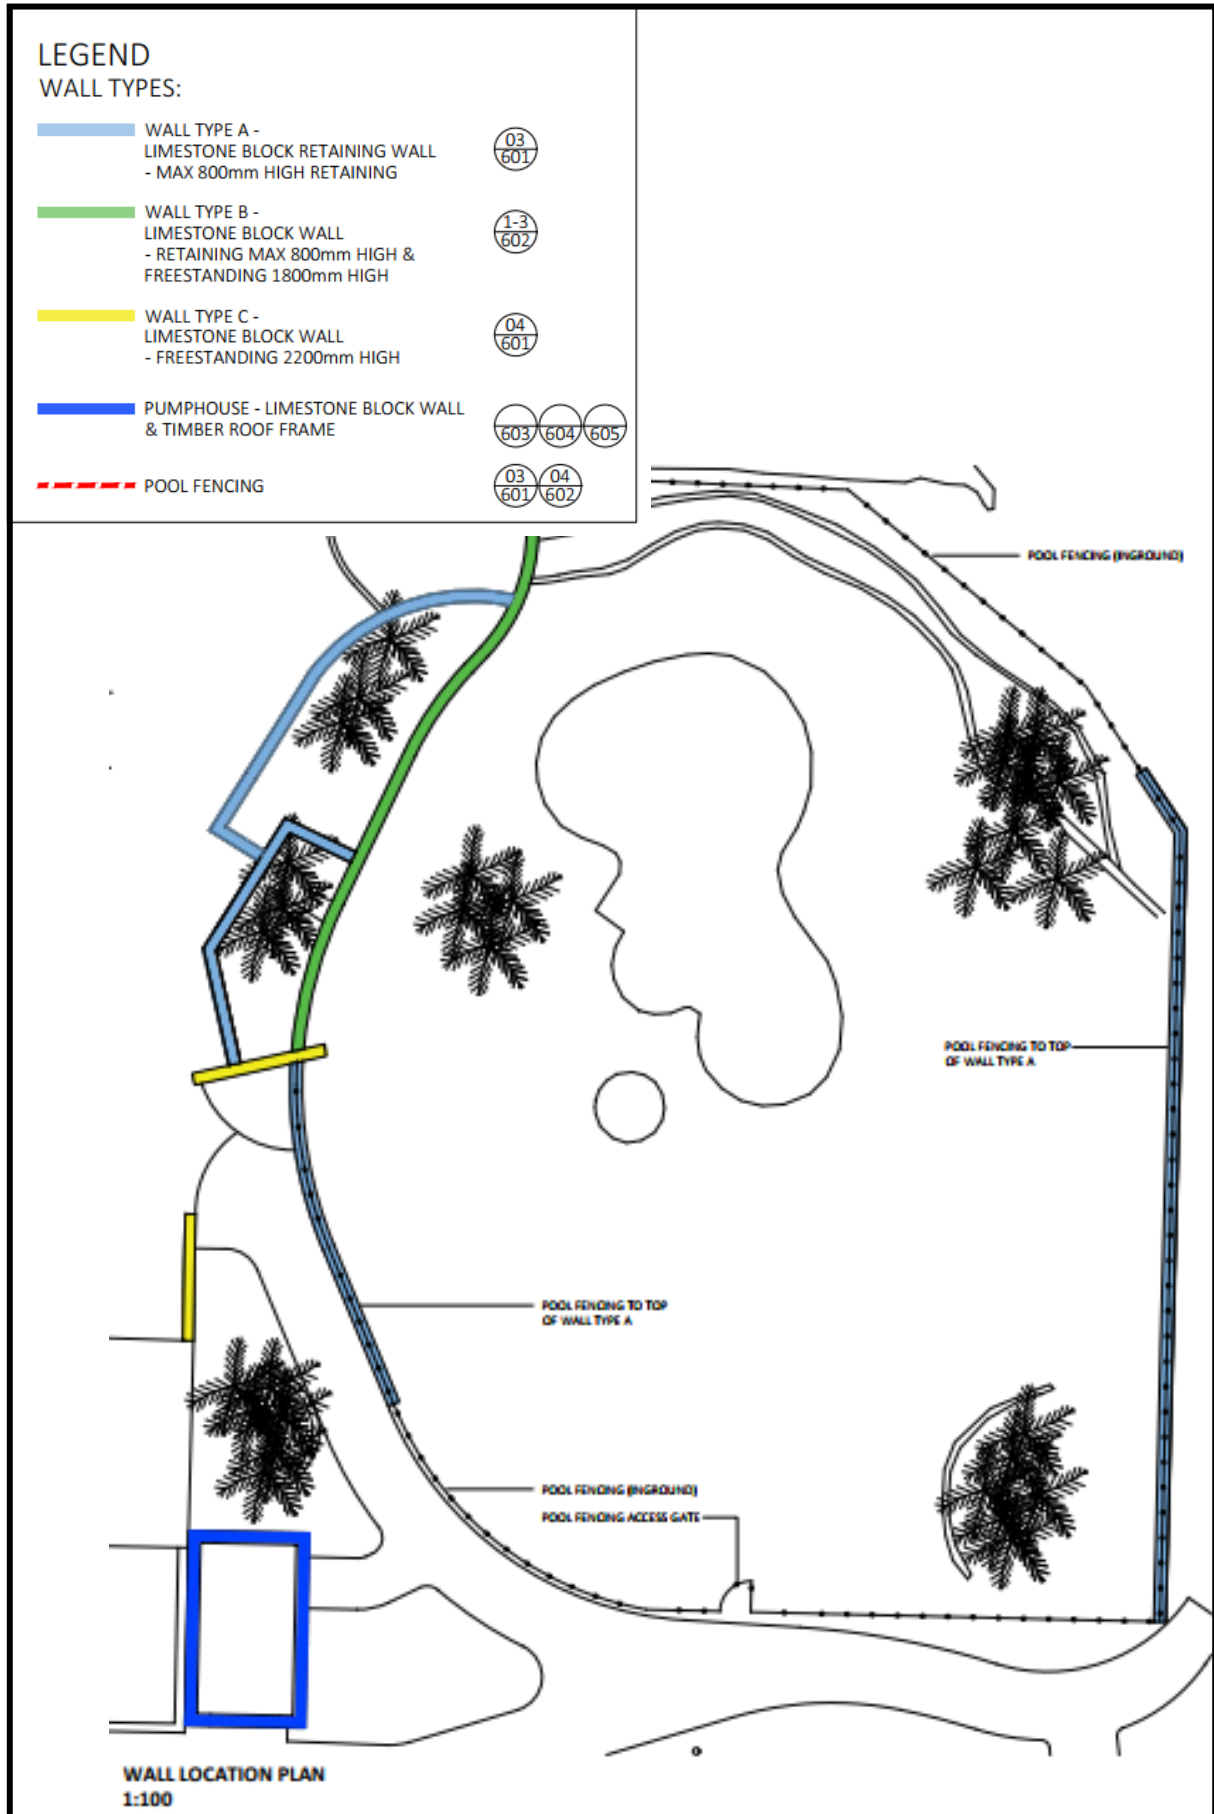 LEGEND
WALL TYPES:
WALL TYPE A -
LIMESTONE BLOCK RETAINING WALL
- MAX 800mm HIGH RETAINING
03
601
WALL TYPE B -
LIMESTONE BLOCK WALL
- RETAINING MAX 800mm HIGH &
FREESTANDING 1800mm HIGH
1-3
602
WALL TYPE C -
LIMESTONE BLOCK WALL
- FREESTANDING 2200mm HIGH
04
601
PUMPHOUSE - LIMESTONE BLOCK WALL
& TIMBER ROOF FRAME
603 604 605
POOL FENCING
03 04
601 602
POOL FENCING (INGROUND)
POOL FENCING TO TOP
OF WALL TYPE A
POOL FENCING TO TOP
OF WALL TYPE A
POOL FENCING (INGROUND)
POOL FENCING ACCESS GATE
WALL LOCATION PLAN
1:100